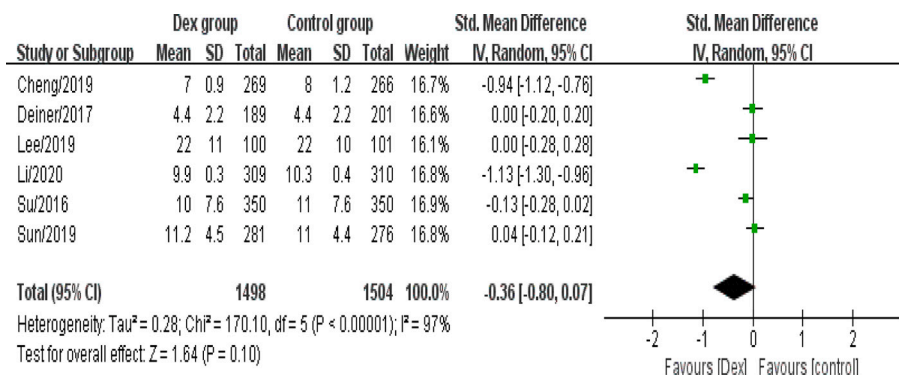 Dex group Control group Std. Mean Difference Std. Mean Difference
Study or Subgroup Mean SD Total Mean SD Total Weight IV, Random, 95% CI IV, Random, 95% CI
Cheng/2019 7 0.9 269 8 1.2 266 16.7% -0.94 [-1.12, -0.76]
Deiner/2017 4.4 2.2 189 4.4 2.2 201 16.6% 0.00 [-0.20, 0.20]
Lee/2019 22 11 100 22 10 101 16.1% 0.00 [-0.28, 0.28]
Li/2020 9.9 0.3 309 10.3 0.4 310 16.8% -1.13 [-1.30, -0.96]
Su/2016 10 7.6 350 11 7.6 350 16.9% -0.13 [-0.28, 0.02]
Sun/2019 11.2 4.5 281 11 4.4 276 16.8% 0.04 [-0.12, 0.21]
Total (95% CI) 1498 1504 100.0% -0.36 [-0.80, 0.07]
Heterogeneity: Tau² = 0.28; Chi² = 170.10, df = 5 (P < 0.00001); I² = 97%
Test for overall effect: Z = 1.64 (P = 0.10)
-2 -1 0 1 2
Favours [Dex] Favours [control]